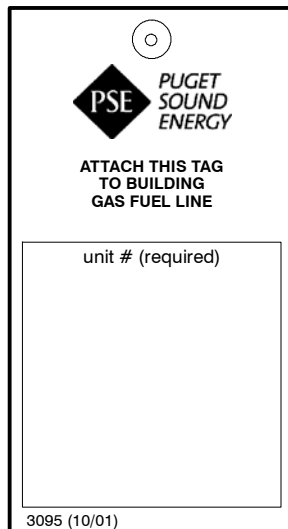 PSE
PUGET
SOUND
ENERGY
ATTACH THIS TAG
TO BUILDING
GAS FUEL LINE
unit # (required)
3095 (10/01)